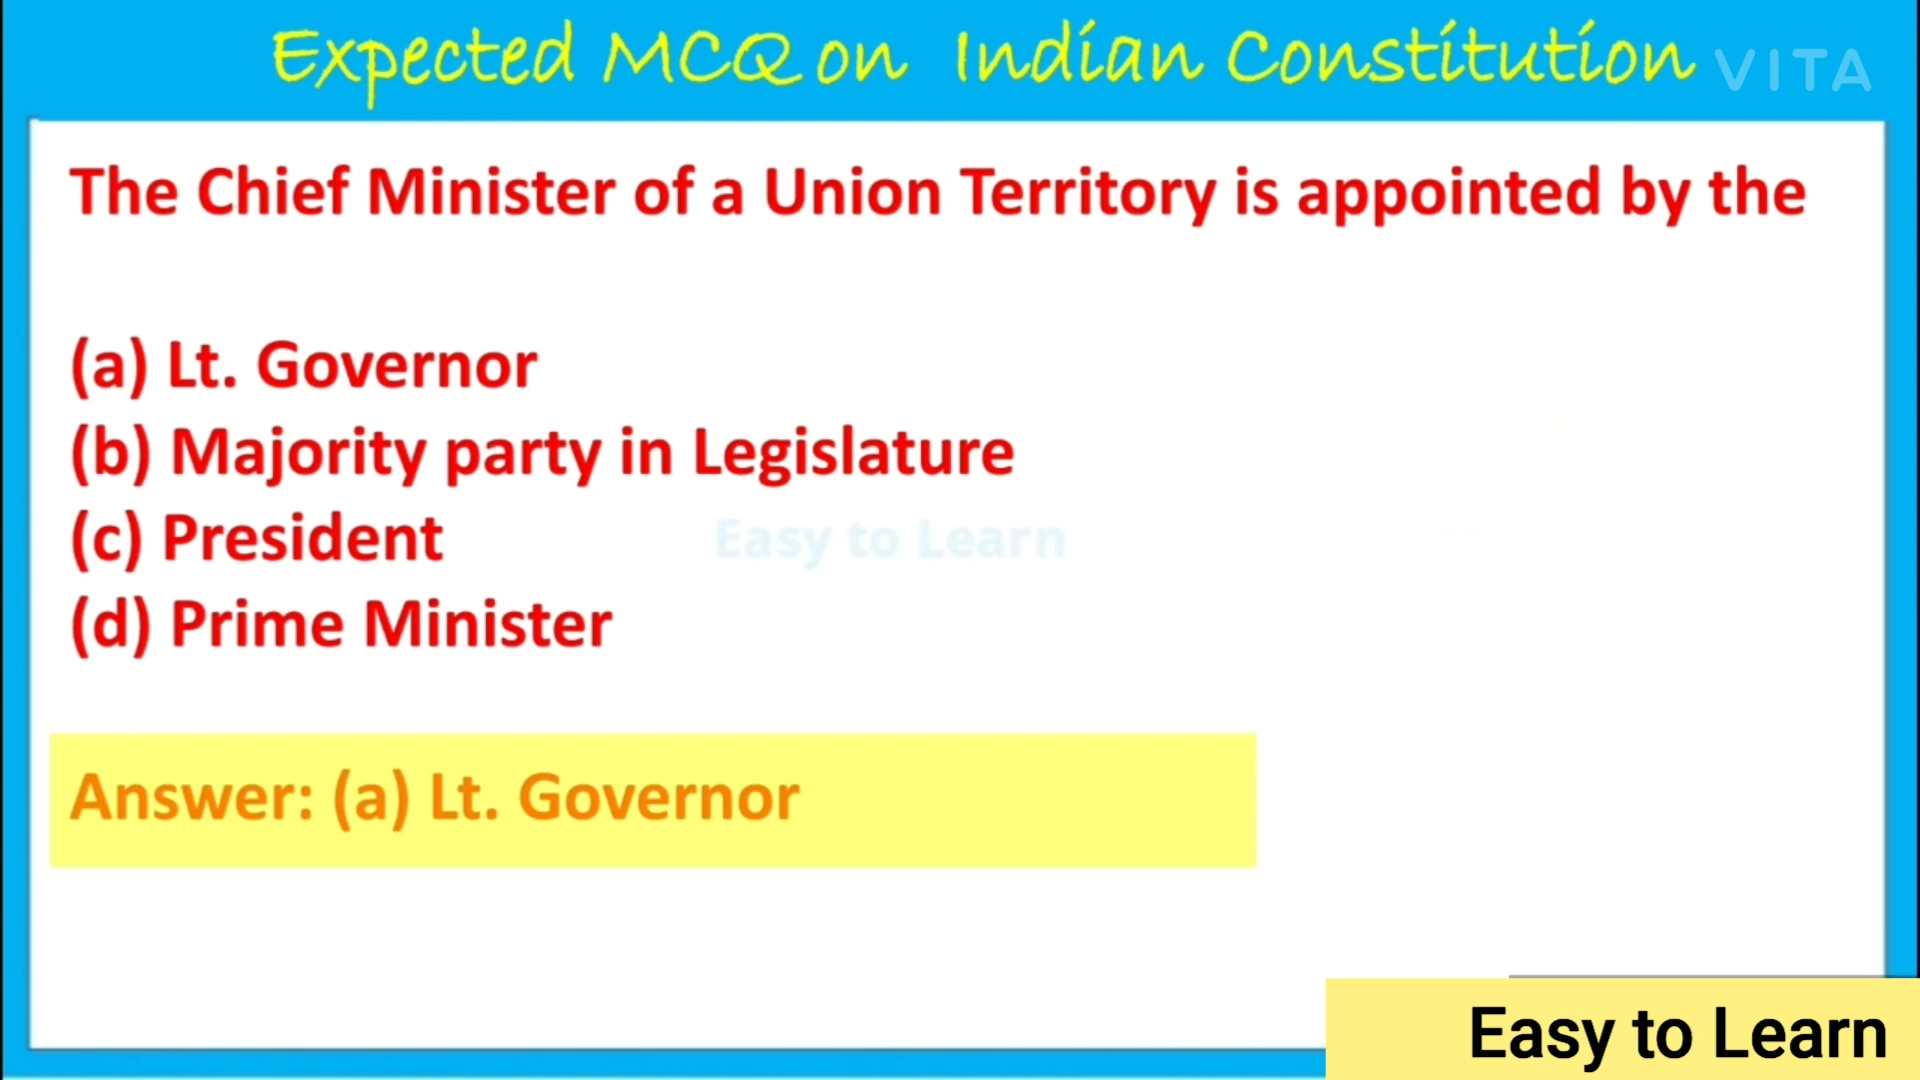 Expected MCQ on Indian Constitution
VITA
The Chief Minister of a Union Territory is appointed by the
(a) Lt. Governor
(b) Majority party in Legislature
(c) President
Easy to Learn
(d) Prime Minister
Answer: (a) Lt. Governor
Easy to Learn